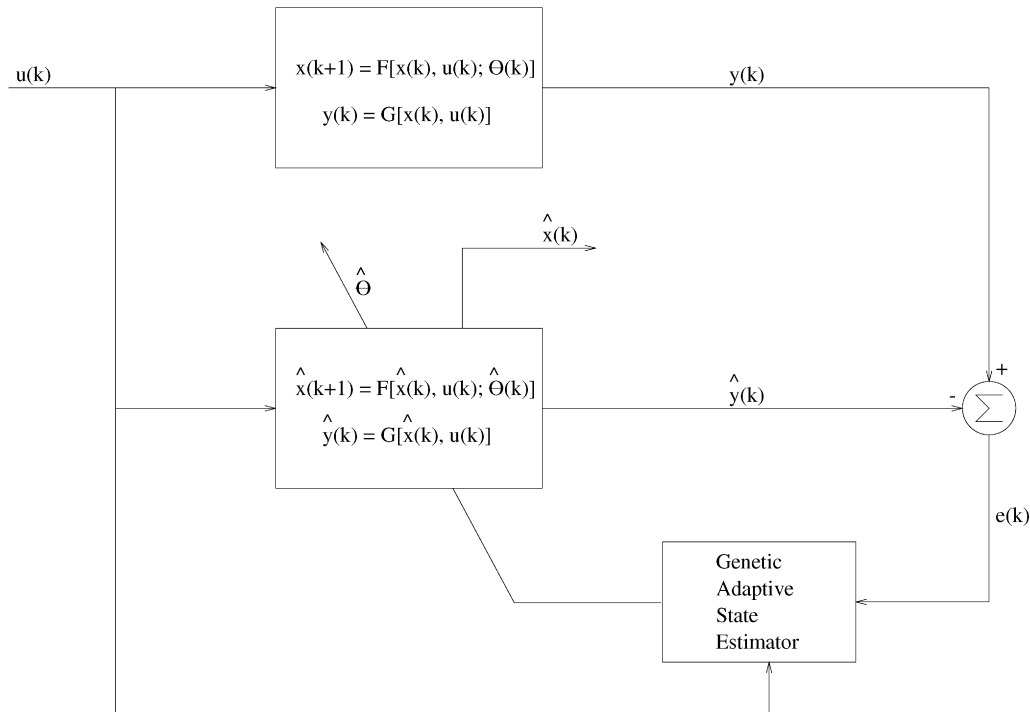 u(k)
x(k+1) = F[x(k), u(k); Θ(k)]
y(k) = G[x(k), u(k)]
y(k)
x̂(k)
Θ̂
x̂(k+1) = F[x̂(k), u(k); Θ̂(k)]
ŷ(k) = G[x̂(k), u(k)]
ŷ(k)
+
-
Σ
e(k)
Genetic
Adaptive
State
Estimator